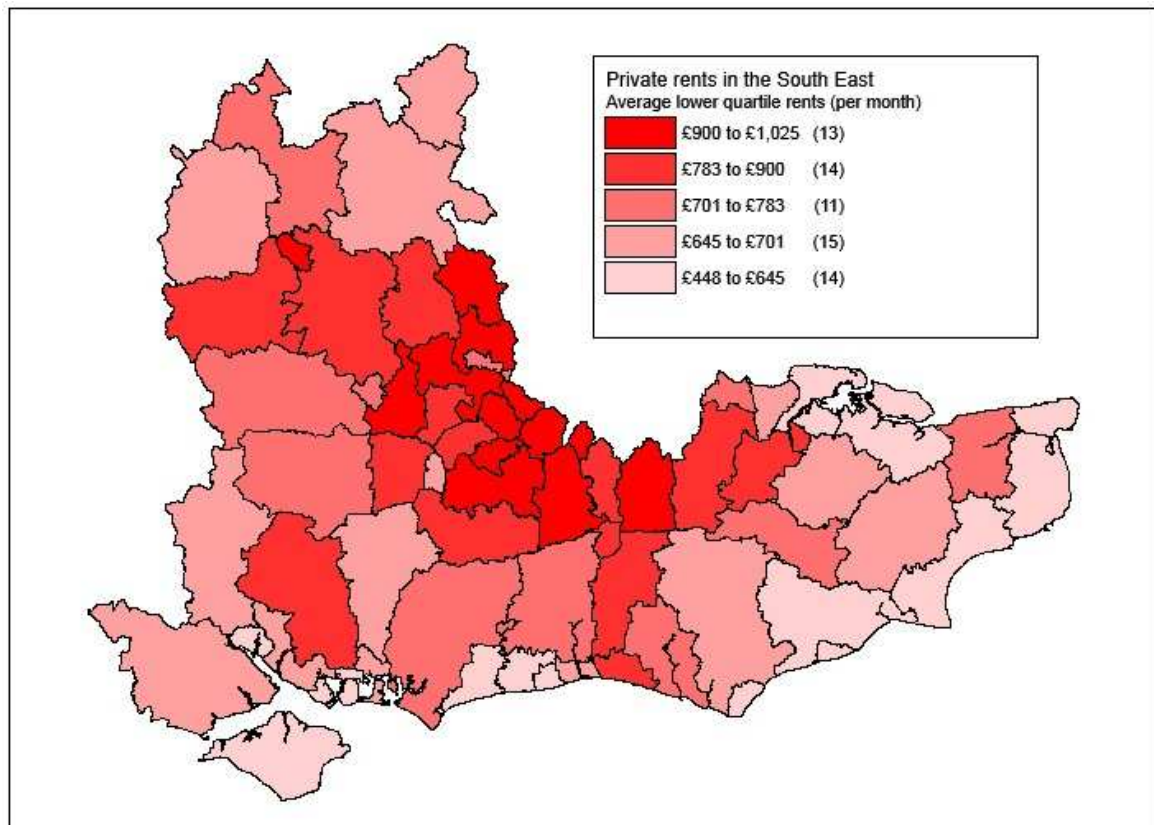 Private rents in the South East
Average lower quartile rents (per month)
£900 to £1,025 (13)
£783 to £900 (14)
£701 to £783 (11)
£645 to £701 (15)
£448 to £645 (14)